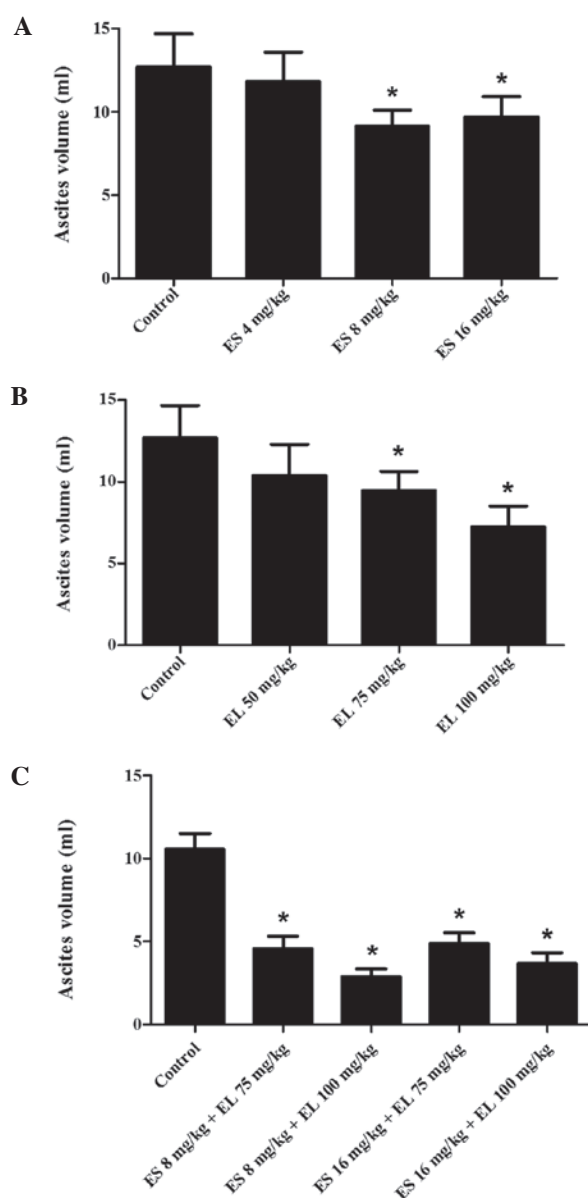 A
Ascites volume (ml)
15
10
5
0
*
*
Control
ES 4 mg/kg
ES 8 mg/kg
ES 16 mg/kg
B
Ascites volume (ml)
15
10
5
0
*
*
Control
EL 50 mg/kg
EL 75 mg/kg
EL 100 mg/kg
C
Ascites volume (ml)
15
10
5
0
*
*
*
*
Control
ES 8 mg/kg + EL 75 mg/kg
ES 8 mg/kg + EL 100 mg/kg
ES 16 mg/kg + EL 75 mg/kg
ES 16 mg/kg + EL 100 mg/kg